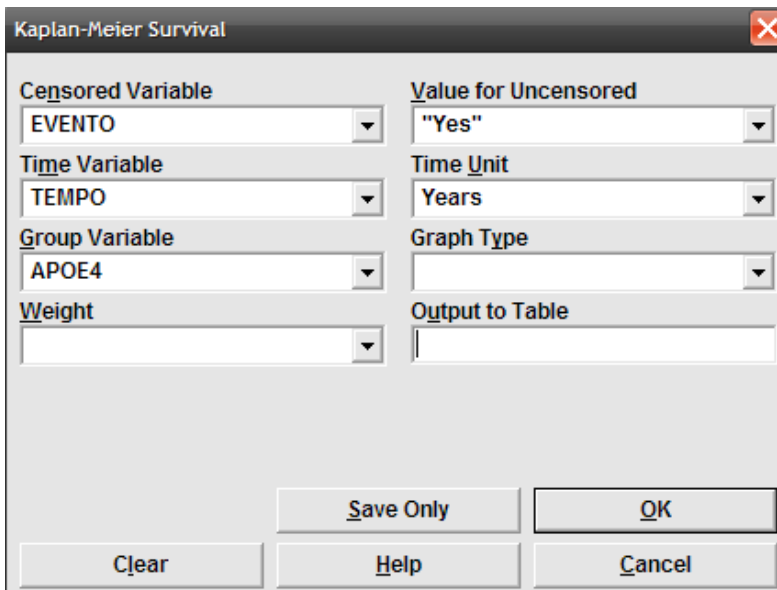 Kaplan-Meier Survival
Censored Variable Value for Uncensored
EVENTO "Yes"
Time Variable Time Unit
TEMPO Years
Group Variable Graph Type
APOE4
Weight Output to Table
Save Only OK
Clear Help Cancel